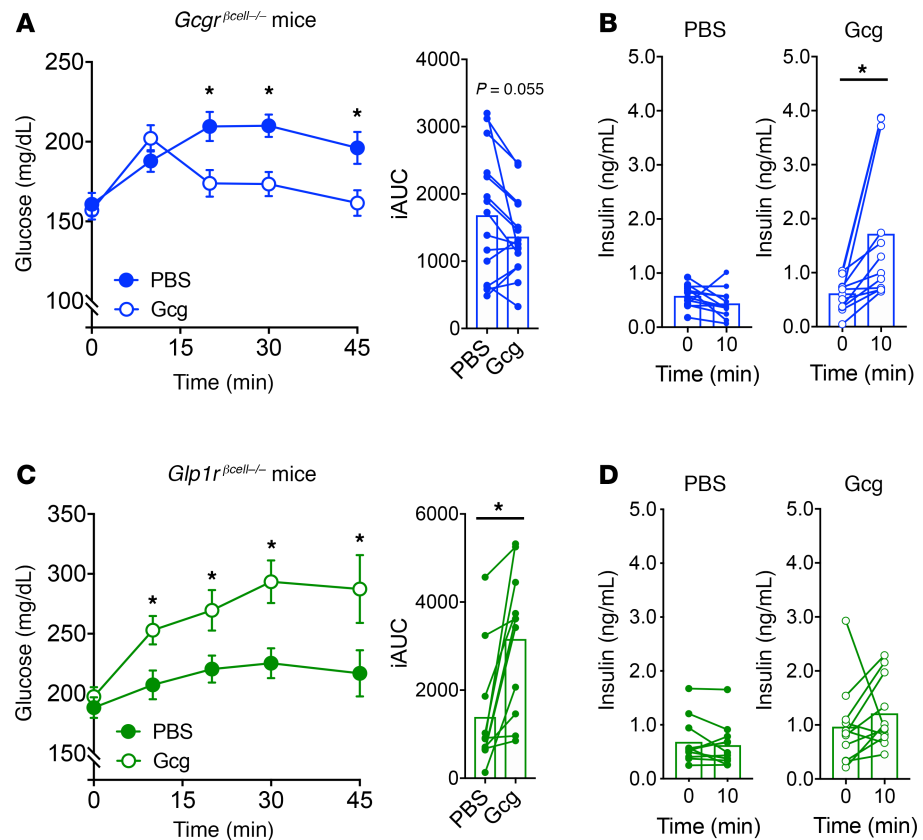 A
Gcgr βcell–/– mice
250
200
150
100
Glucose (mg/dL)
PBS
Gcg
0 15 30 45
Time (min)
* * *
4000
3000
2000
1000
0
iAUC
P = 0.055
PBS Gcg
B
PBS
5.0
4.0
3.0
2.0
1.0
0.0
Insulin (ng/mL)
0 10
Time (min)
Gcg
*
5.0
4.0
3.0
2.0
1.0
0.0
Insulin (ng/mL)
0 10
Time (min)
C
Glp1r βcell–/– mice
350
300
250
200
150
Glucose (mg/dL)
* * * *
PBS
Gcg
0 15 30 45
Time (min)
6000
4000
2000
0
iAUC
*
PBS Gcg
D
PBS
5.0
4.0
3.0
2.0
1.0
0.0
Insulin (ng/mL)
0 10
Time (min)
Gcg
5.0
4.0
3.0
2.0
1.0
0.0
Insulin (ng/mL)
0 10
Time (min)